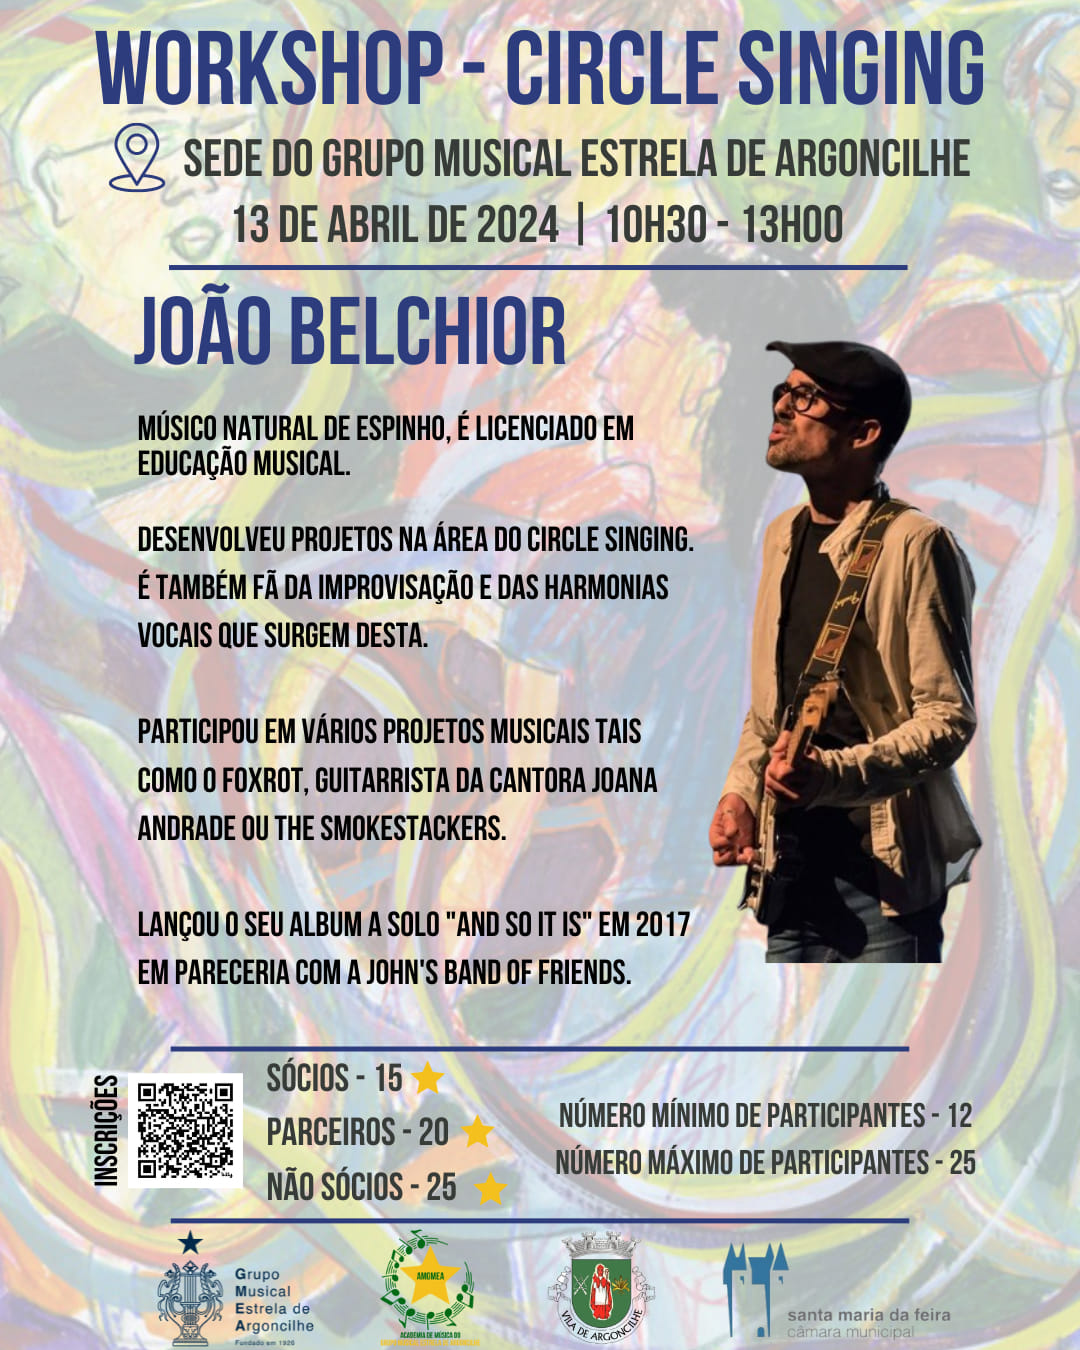 WORKSHOP - CIRCLE SINGING
SEDE DO GRUPO MUSICAL ESTRELA DE ARGONCILHE
13 DE ABRIL DE 2024 | 10H30 - 13H00
JOÃO BELCHIOR
MÚSICO NATURAL DE ESPINHO, É LICENCIADO EM
EDUCAÇÃO MUSICAL.
DESENVOLVEU PROJETOS NA ÁREA DO CIRCLE SINGING.
É TAMBÉM FÃ DA IMPROVISAÇÃO E DAS HARMONIAS
VOCAIS QUE SURGEM DESTA.
PARTICIPOU EM VÁRIOS PROJETOS MUSICAIS TAIS
COMO O FOXROT, GUITARRISTA DA CANTORA JOANA
ANDRADE OU THE SMOKESTACKERS.
LANÇOU O SEU ALBUM A SOLO "AND SO IT IS" EM 2017
EM PARECERIA COM A JOHN'S BAND OF FRIENDS.
INSCRIÇÕES
SÓCIOS - 15
PARCEIROS - 20
NÃO SÓCIOS - 25
NÚMERO MÍNIMO DE PARTICIPANTES - 12
NÚMERO MÁXIMO DE PARTICIPANTES - 25
Grupo
Musical
Estrela de
Argoncilhe
Fundado em 1926
AMGMEA
ACADEMIA DE MÚSICA DO
VILA DE ARGONCILHE
santa maria da feira
câmara municipal